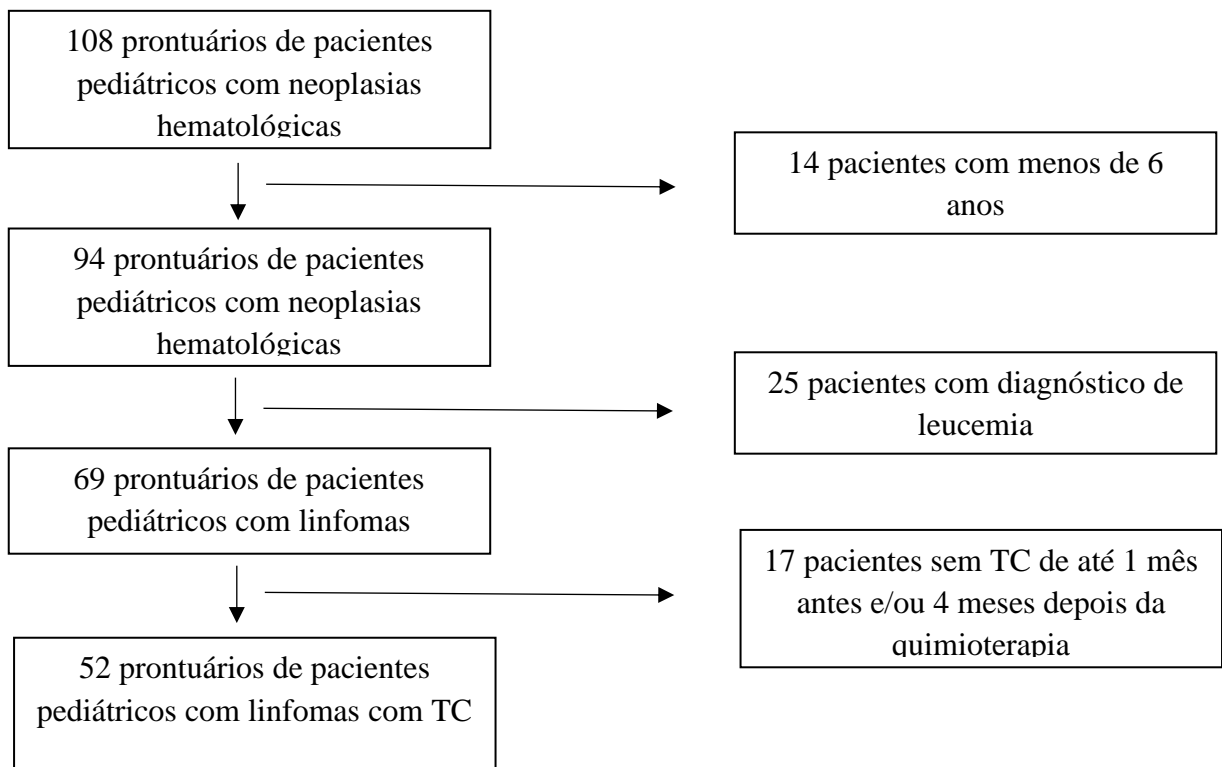 108 prontuários de pacientes
pediátricos com neoplasias
hematológicas
14 pacientes com menos de 6
anos
94 prontuários de pacientes
pediátricos com neoplasias
hematológicas
25 pacientes com diagnóstico de
leucemia
69 prontuários de pacientes
pediátricos com linfomas
17 pacientes sem TC de até 1 mês
antes e/ou 4 meses depois da
quimioterapia
52 prontuários de pacientes
pediátricos com linfomas com TC